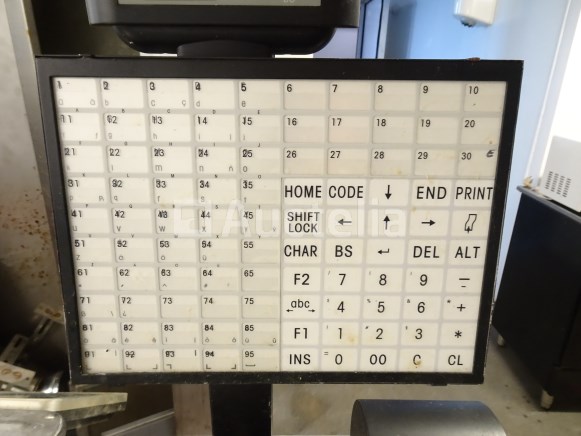 1 2 3 4 5 6 7 8 9 10
11 12 13 14 15 16 17 18 19 20
21 22 23 24 25 26 27 28 29 30 €
31 32 33 34 35 HOME CODE ↓ END PRINT
41 42 43 44 45 SHIFT LOCK ← ↑ →
51 52 53 54 55 CHAR BS ↵ DEL ALT
61 62 63 64 65 F2 7 8 9 –
71 72 73 74 75 abc 4 5 6 +
81 82 83 84 85 F1 1 2 3 *
91 92 93 94 95 INS 0 00 C CL
Auctelia